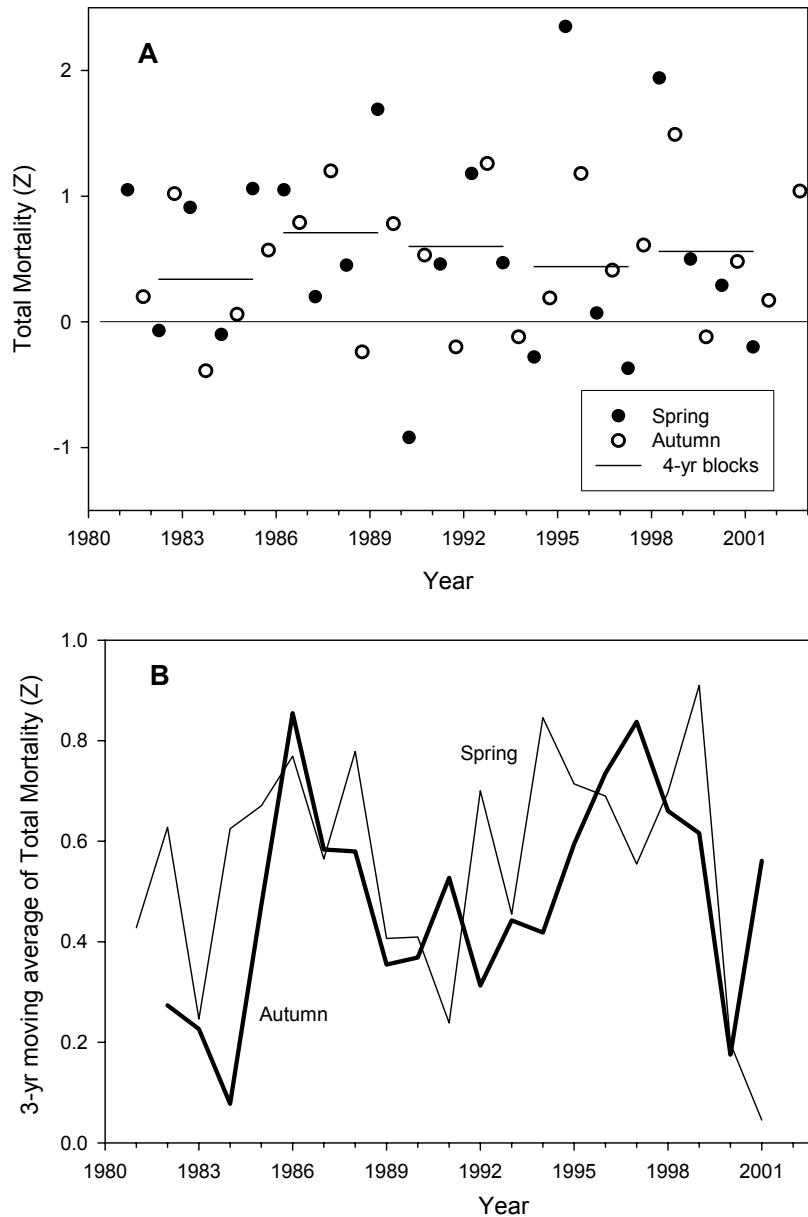 A
Total Mortality (Z)
2
1
0
-1
Spring
Autumn
4-yr blocks
1980 1983 1986 1989 1992 1995 1998 2001
Year
B
3-yr moving average of Total Mortality (Z)
1.0
0.8
0.6
0.4
0.2
0.0
Spring
Autumn
1980 1983 1986 1989 1992 1995 1998 2001
Year